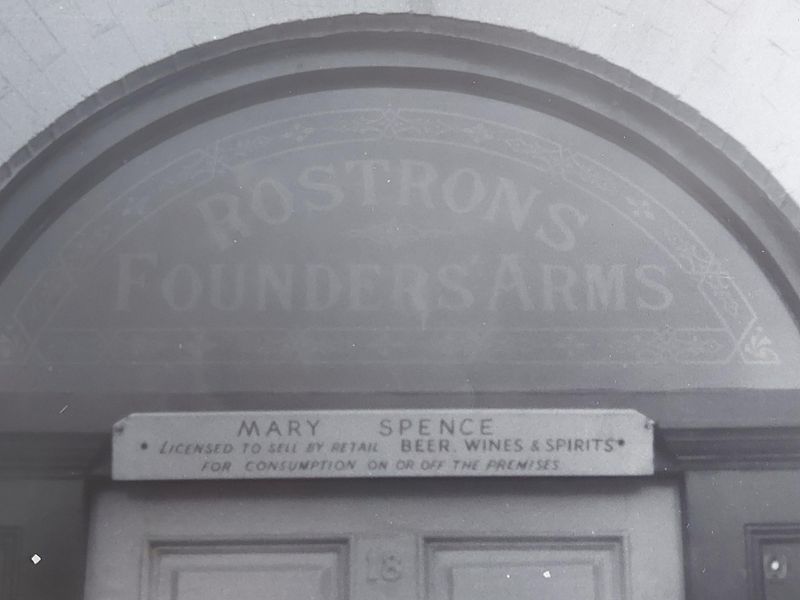 ROSTRONS
FOUNDERS' ARMS
MARY SPENCE
• LICENSED TO SELL BY RETAIL BEER, WINES & SPIRITS •
FOR CONSUMPTION ON OR OFF THE PREMISES
18